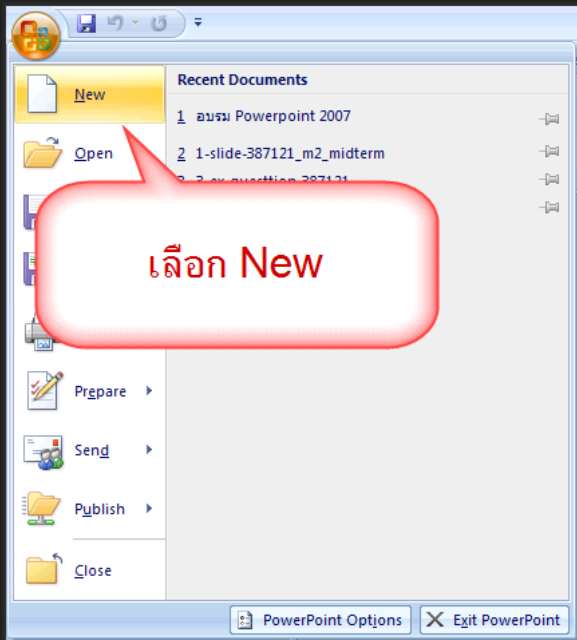 New
Open
Prepare
Send
Publish
Close
Recent Documents
1 อบรม Powerpoint 2007
2 1-slide-387121_m2_midterm
เลือก New
PowerPoint Options
Exit PowerPoint